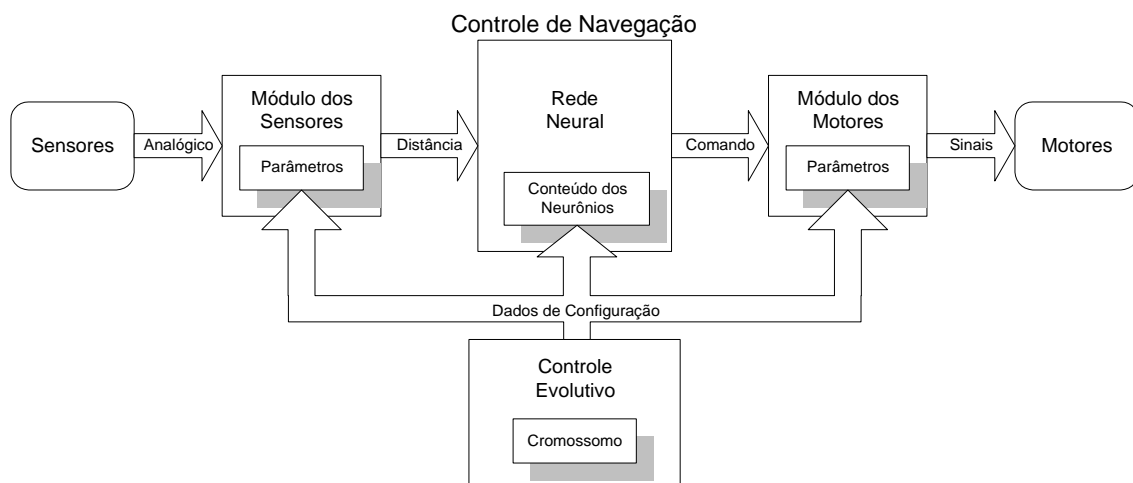 Controle de Navegação
Sensores
Analógico
Módulo dos
Sensores
Parâmetros
Distância
Rede
Neural
Conteúdo dos
Neurônios
Comando
Módulo dos
Motores
Parâmetros
Sinais
Motores
Dados de Configuração
Controle
Evolutivo
Cromossomo